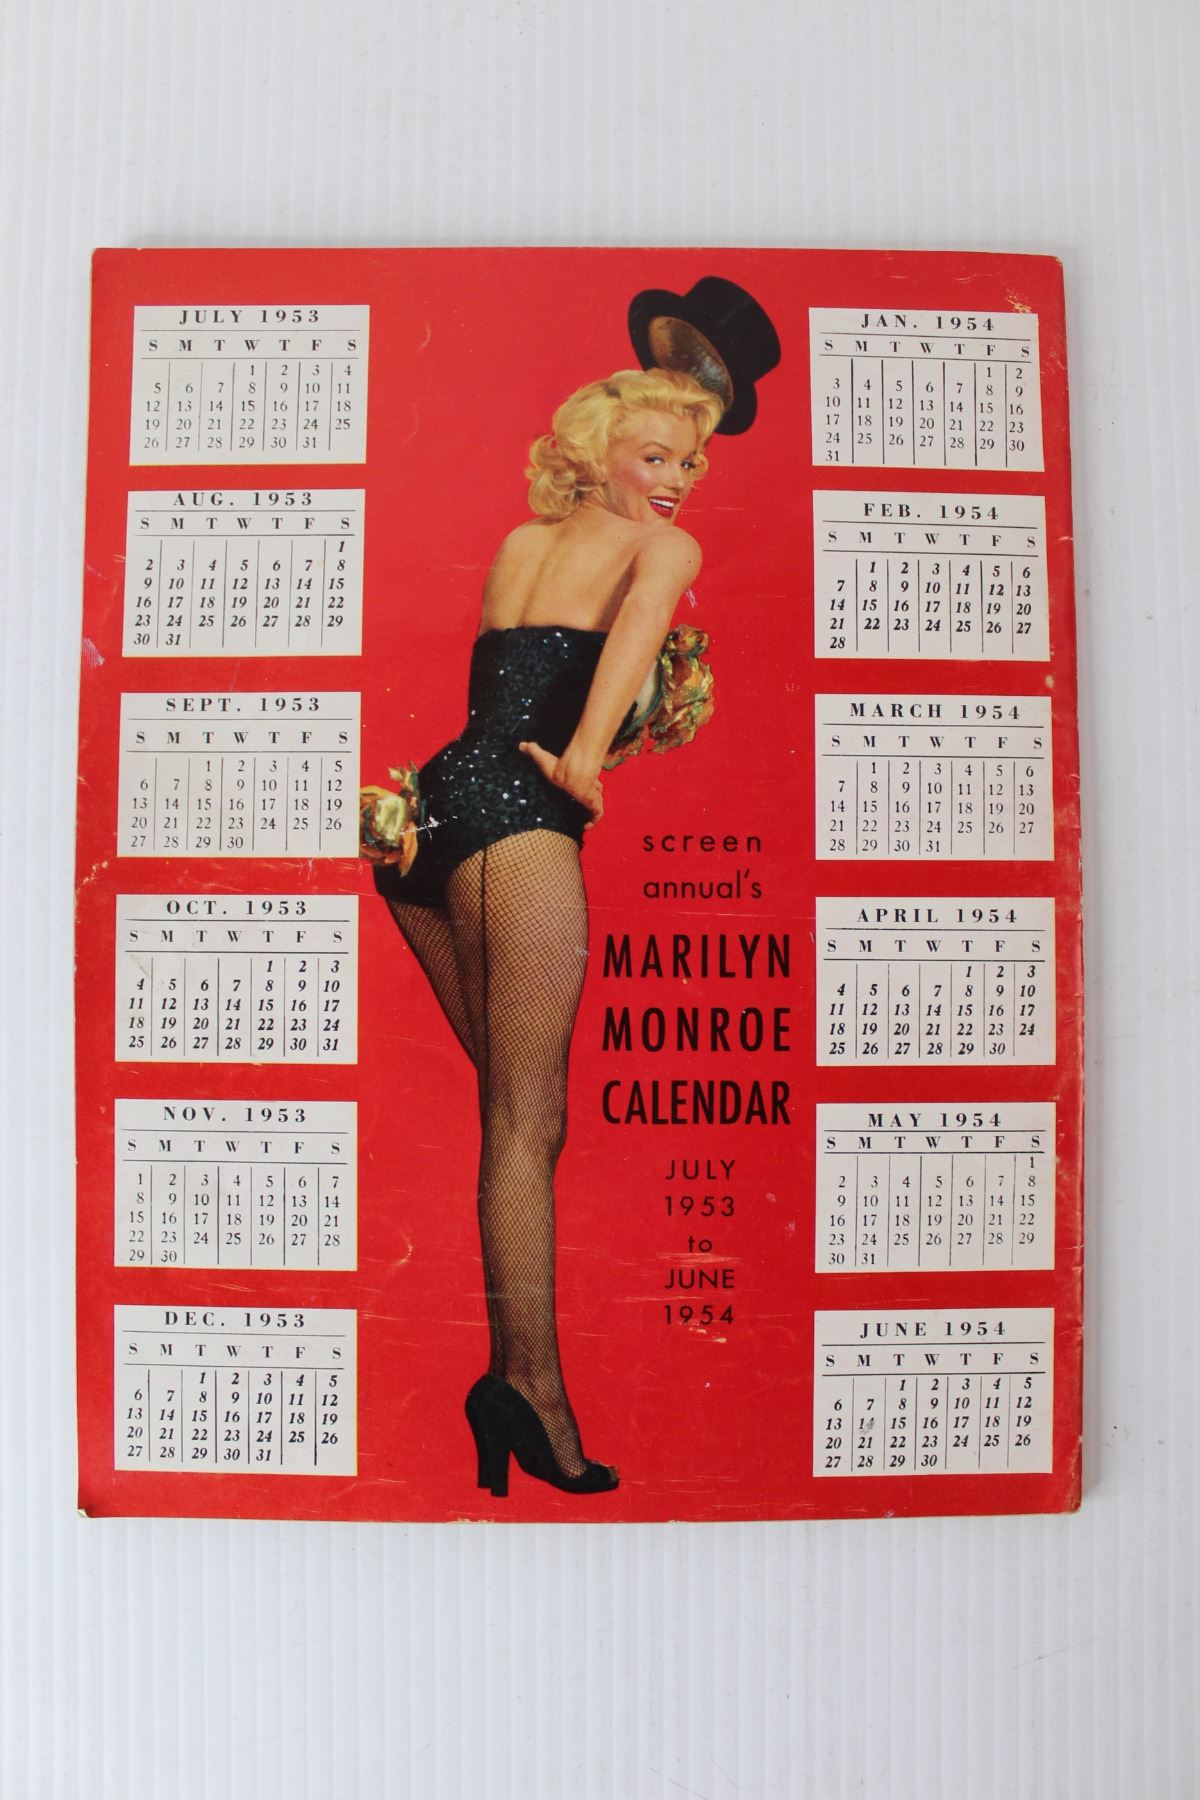 JULY 1953
S M T W T F S
1 2 3 4
5 6 7 8 9 10 11
12 13 14 15 16 17 18
19 20 21 22 23 24 25
26 27 28 29 30 31
AUG. 1953
S M T W T F S
1
2 3 4 5 6 7 8
9 10 11 12 13 14 15
16 17 18 19 20 21 22
23 24 25 26 27 28 29
30 31
SEPT. 1953
S M T W T F S
1 2 3 4 5
6 7 8 9 10 11 12
13 14 15 16 17 18 19
20 21 22 23 24 25 26
27 28 29 30
OCT. 1953
S M T W T F S
1 2 3
4 5 6 7 8 9 10
11 12 13 14 15 16 17
18 19 20 21 22 23 24
25 26 27 28 29 30 31
NOV. 1953
S M T W T F S
1 2 3 4 5 6 7
8 9 10 11 12 13 14
15 16 17 18 19 20 21
22 23 24 25 26 27 28
29 30
DEC. 1953
S M T W T F S
1 2 3 4 5
6 7 8 9 10 11 12
13 14 15 16 17 18 19
20 21 22 23 24 25 26
27 28 29 30 31
screen
annual's
MARILYN
MONROE
CALENDAR
JULY
1953
to
JUNE
1954
JAN. 1954
S M T W T F S
1 2
3 4 5 6 7 8 9
10 11 12 13 14 15 16
17 18 19 20 21 22 23
24 25 26 27 28 29 30
31
FEB. 1954
S M T W T F S
1 2 3 4 5 6
7 8 9 10 11 12 13
14 15 16 17 18 19 20
21 22 23 24 25 26 27
28
MARCH 1954
S M T W T F S
1 2 3 4 5 6
7 8 9 10 11 12 13
14 15 16 17 18 19 20
21 22 23 24 25 26 27
28 29 30 31
APRIL 1954
S M T W T F S
1 2 3
4 5 6 7 8 9 10
11 12 13 14 15 16 17
18 19 20 21 22 23 24
25 26 27 28 29 30
MAY 1954
S M T W T F S
1
2 3 4 5 6 7 8
9 10 11 12 13 14 15
16 17 18 19 20 21 22
23 24 25 26 27 28 29
30 31
JUNE 1954
S M T W T F S
1 2 3 4 5
6 7 8 9 10 11 12
13 14 15 16 17 18 19
20 21 22 23 24 25 26
27 28 29 30